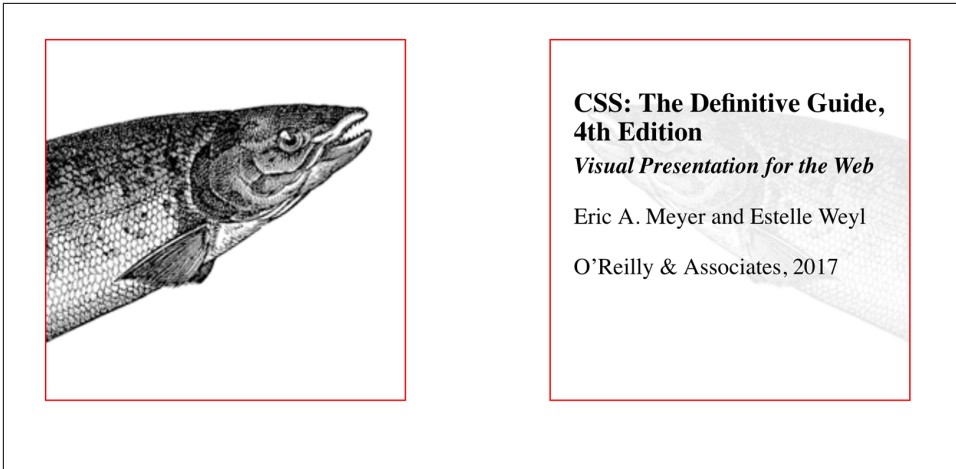 CSS: The Definitive Guide,
4th Edition
Visual Presentation for the Web
Eric A. Meyer and Estelle Weyl
O’Reilly & Associates, 2017